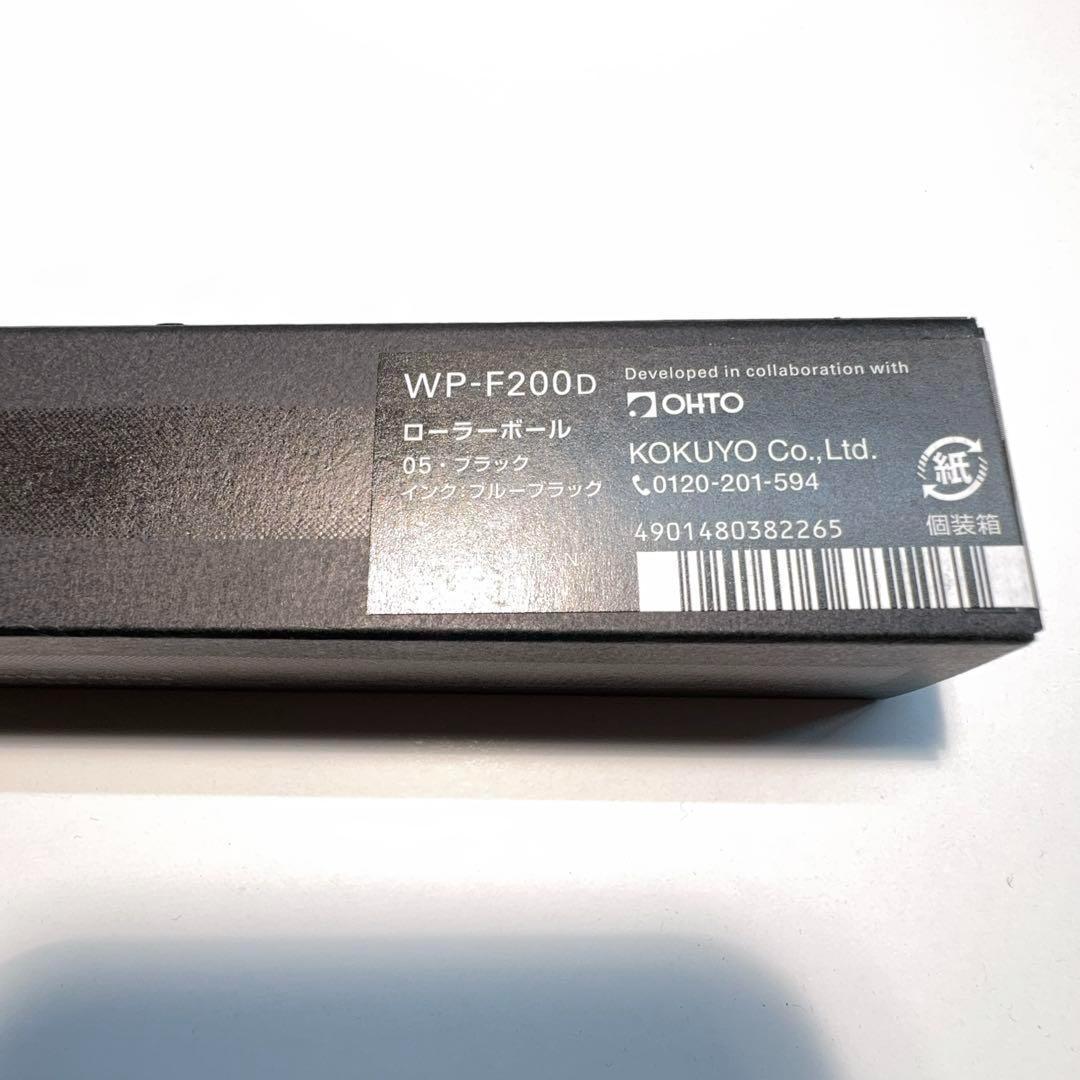 WP-F200D
ローラーボール
05・ブラック
インク:ブルーブラック
Developed in collaboration with
OHTO
KOKUYO Co.,Ltd.
0120-201-594
4901480382265
紙
個装箱